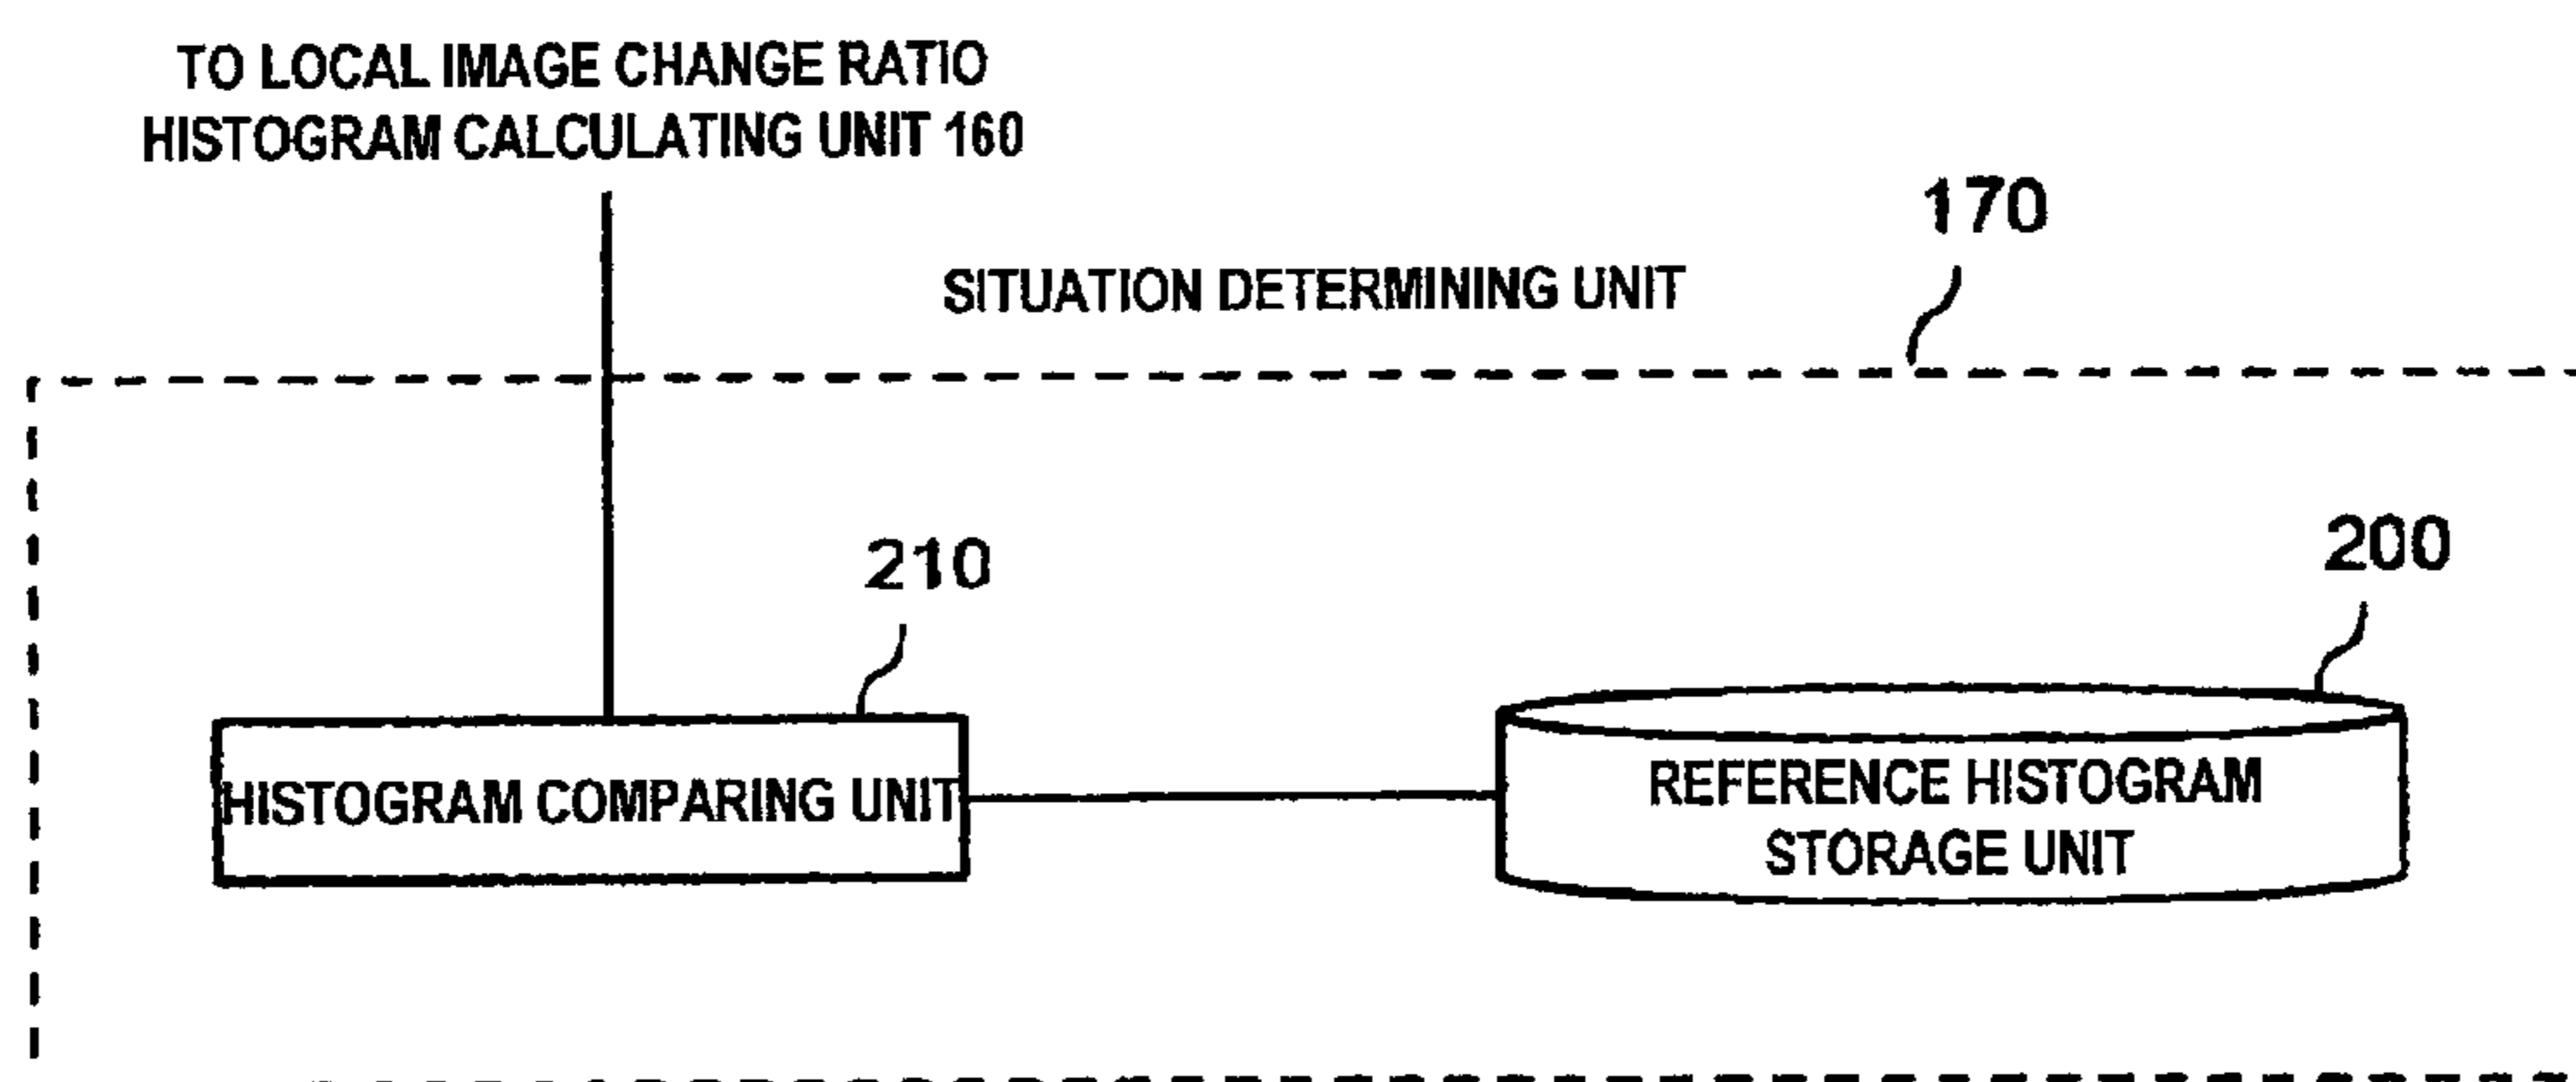 TO LOCAL IMAGE CHANGE RATIO
HISTOGRAM CALCULATING UNIT 160
170
SITUATION DETERMINING UNIT
210
200
HISTOGRAM COMPARING UNIT
REFERENCE HISTOGRAM
STORAGE UNIT